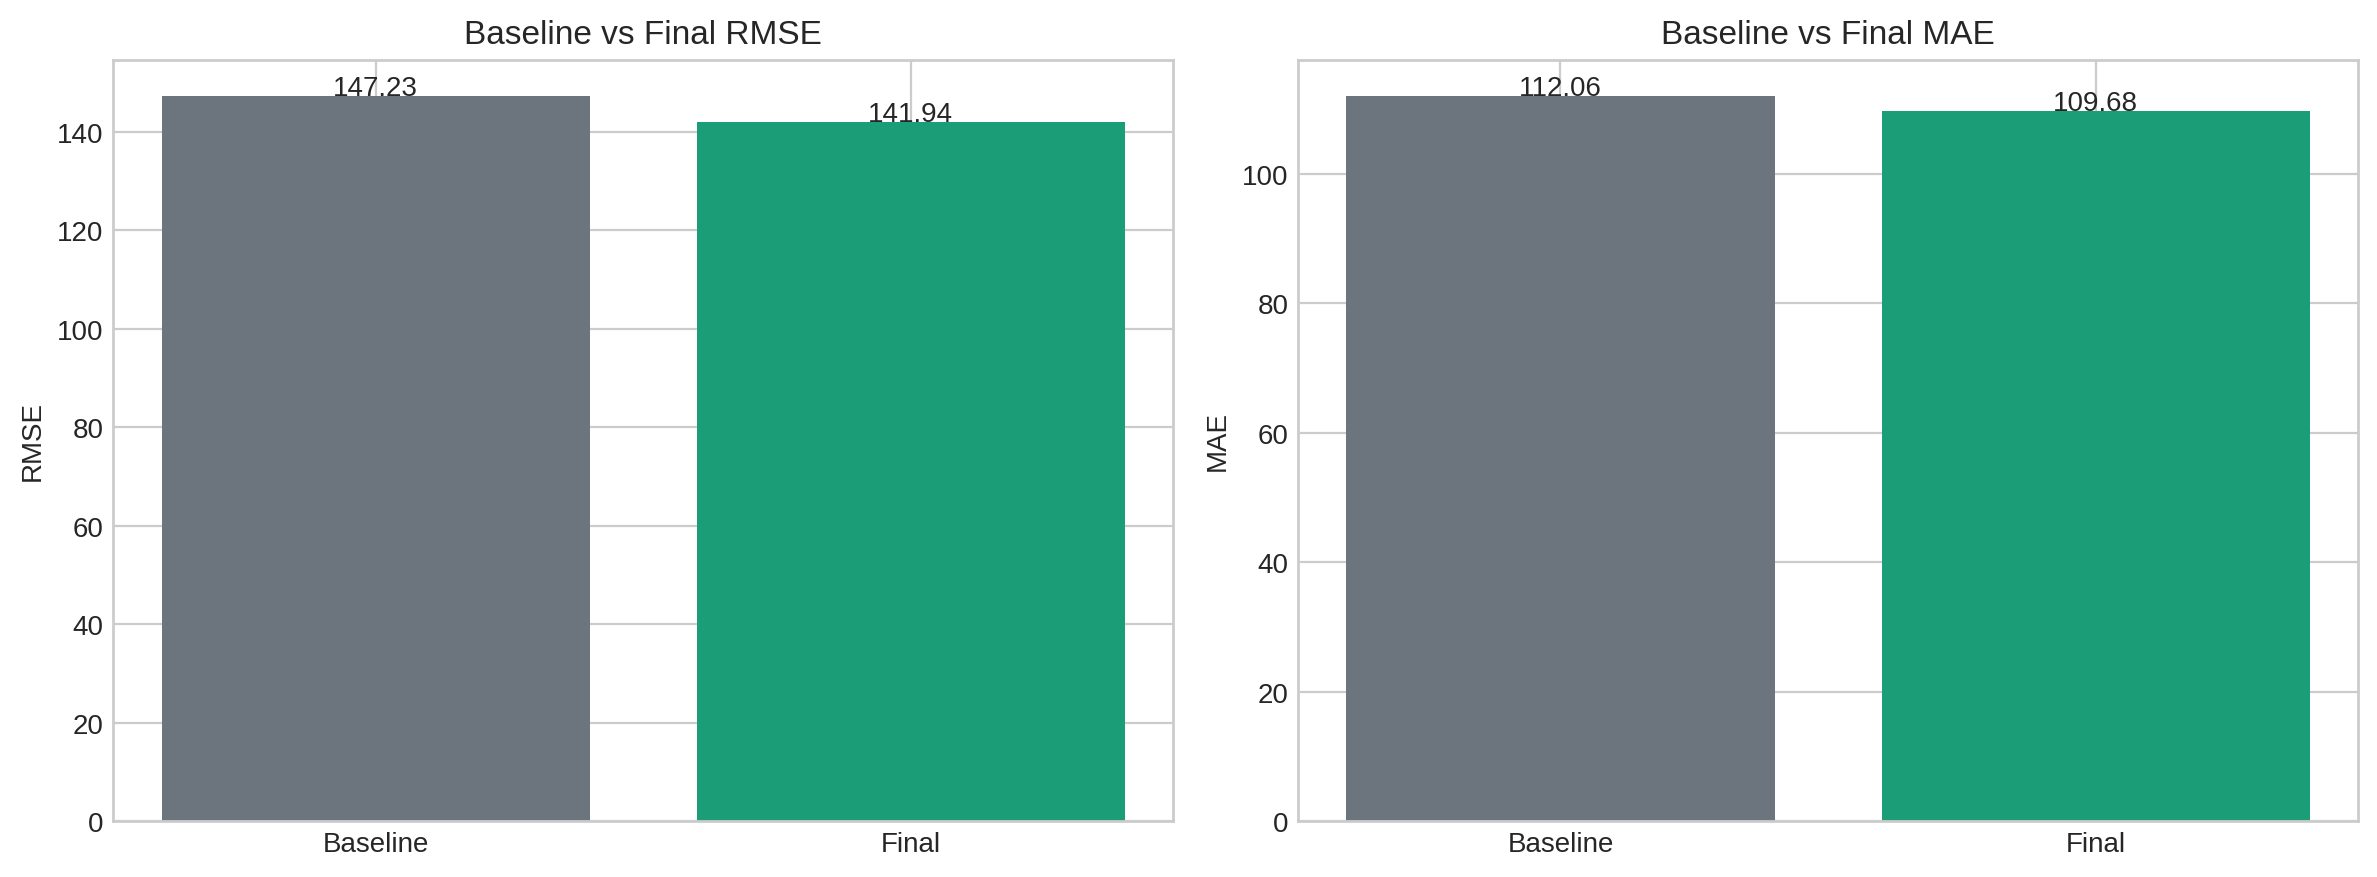 Baseline vs Final RMSE
147.23
141.94
140
120
100
80
60
40
20
0
RMSE
Baseline
Final
Baseline vs Final MAE
112.06
109.68
100
80
60
40
20
0
MAE
Baseline
Final